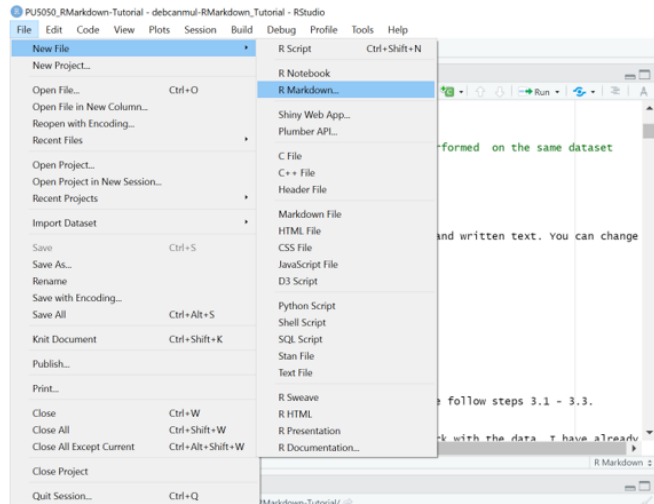 PU5050_RMarkdown-Tutorial - debcanmul-RMarkdown_Tutorial - RStudio
File Edit Code View Plots Session Build Debug Profile Tools Help
New File
New Project...
Open File... Ctrl+O
Open File in New Column...
Reopen with Encoding...
Recent Files
Open Project...
Open Project in New Session...
Recent Projects
Import Dataset
Save Ctrl+S
Save As...
Rename
Save with Encoding...
Save All Ctrl+Alt+S
Knit Document Ctrl+Shift+K
Publish...
Print...
Close Ctrl+W
Close All Ctrl+Shift+W
Close All Except Current Ctrl+Alt+Shift+W
Close Project
Quit Session... Ctrl+Q
R Script Ctrl+Shift+N
R Notebook
R Markdown...
Shiny Web App...
Plumber API...
C File
C++ File
Header File
Markdown File
HTML File
CSS File
JavaScript File
D3 Script
Python Script
Shell Script
SQL Script
Stan File
Text File
R Sweave
R HTML
R Presentation
R Documentation...
Run
formed on the same dataset
and written text. You can change
follow steps 3.1 - 3.3.
with the data. I have already
R Markdown
Markdown-Tutorial/